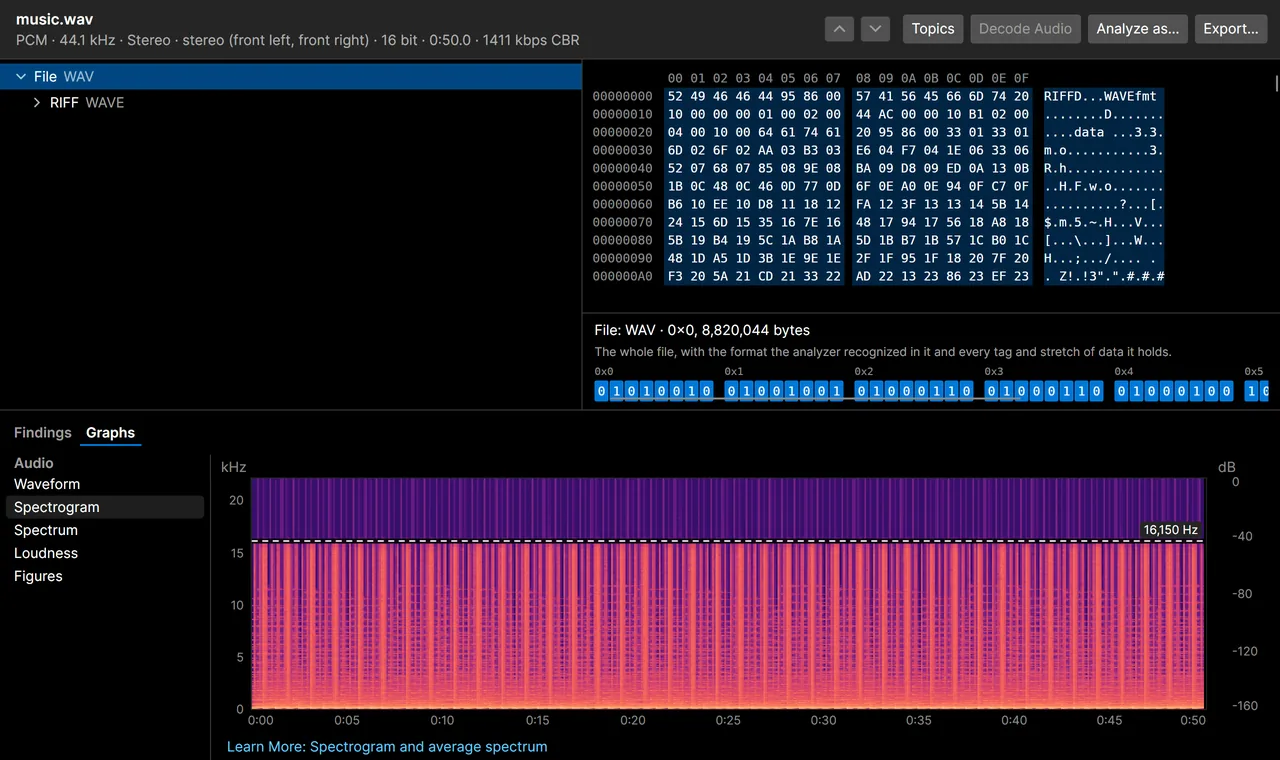 music.wav
PCM · 44.1 kHz · Stereo · stereo (front left, front right) · 16 bit · 0:50.0 · 1411 kbps CBR
Topics
Decode Audio
Analyze as...
Export...
File WAV
RIFF WAVE
00 01 02 03 04 05 06 07 08 09 0A 0B 0C 0D 0E 0F
00000000 52 49 46 46 44 95 86 00 57 41 56 45 66 6D 74 20 RIFFD...WAVEfmt
00000010 10 00 00 00 01 00 02 00 44 AC 00 00 10 B1 02 00 ........D.......
00000020 04 00 10 00 64 61 74 61 20 95 86 00 33 01 33 01 ....data ...3.3.
00000030 6D 02 6F 02 AA 03 B3 03 E6 04 F7 04 1E 06 33 06 m.o...........3.
00000040 52 07 68 07 85 08 9E 08 BA 09 D8 09 ED 0A 13 0B R.h.............
00000050 1B 0C 48 0C 46 0D 77 0D 6F 0E A0 0E 94 0F C7 0F ..H.F.w.o.......
00000060 B6 10 EE 10 D8 11 18 12 FA 12 3F 13 13 14 5B 14 ..........?...[.
00000070 24 15 6D 15 35 16 7E 16 48 17 94 17 56 18 A8 18 $.m.5.~.H...V...
00000080 5B 19 B4 19 5C 1A B8 1A 5D 1B B7 1B 57 1C B0 1C [...\...]...W...
00000090 48 1D A5 1D 3B 1E 9E 1E 2F 1F 95 1F 18 20 7F 20 H...;.../.... .
000000A0 F3 20 5A 21 CD 21 33 22 AD 22 13 23 86 23 EF 23 . Z!.!3".".#.#.#
File: WAV · 0×0, 8,820,044 bytes
The whole file, with the format the analyzer recognized in it and every tag and stretch of data it holds.
0x0 0x1 0x2 0x3 0x4 0x5
01010010 01001001 01000110 01000110 01000100 10
Findings
Graphs
Audio
Waveform
Spectrogram
Spectrum
Loudness
Figures
kHz
20
15
10
5
0
16,150 Hz
dB
0
-40
-80
-120
-160
0:00 0:05 0:10 0:15 0:20 0:25 0:30 0:35 0:40 0:45 0:50
Learn More: Spectrogram and average spectrum